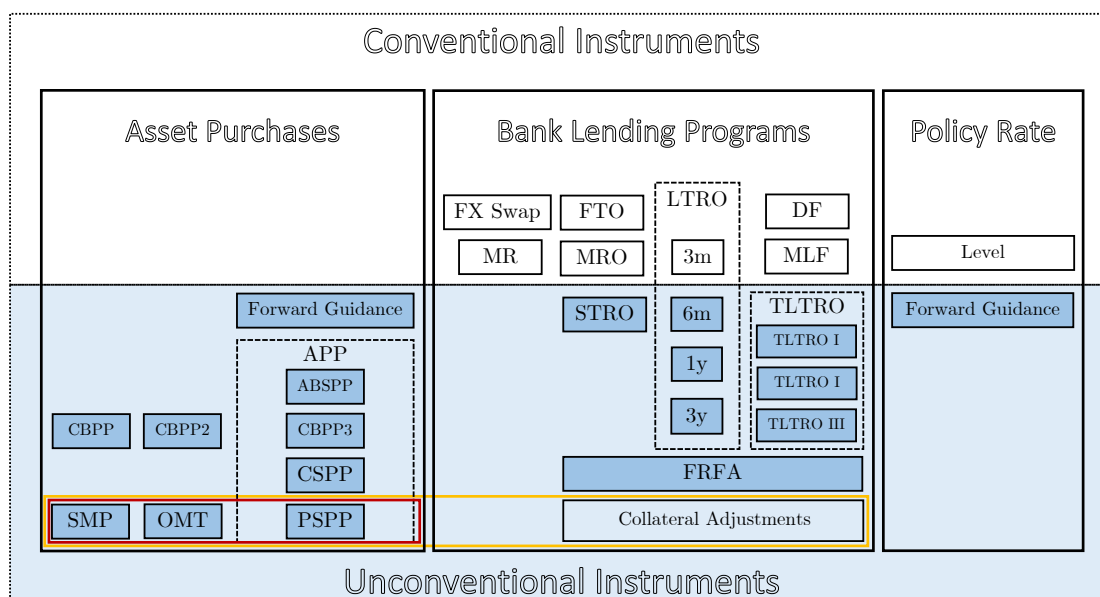 Conventional Instruments
Asset Purchases
Bank Lending Programs
Policy Rate
FX Swap
FTO
LTRO
DF
MR
MRO
3m
MLF
Level
Forward Guidance
STRO
6m
TLTRO
Forward Guidance
APP
1y
TLTRO I
ABSPP
TLTRO I
CBPP
CBPP2
CBPP3
3y
TLTRO III
CSPP
FRFA
SMP
OMT
PSPP
Collateral Adjustments
Unconventional Instruments